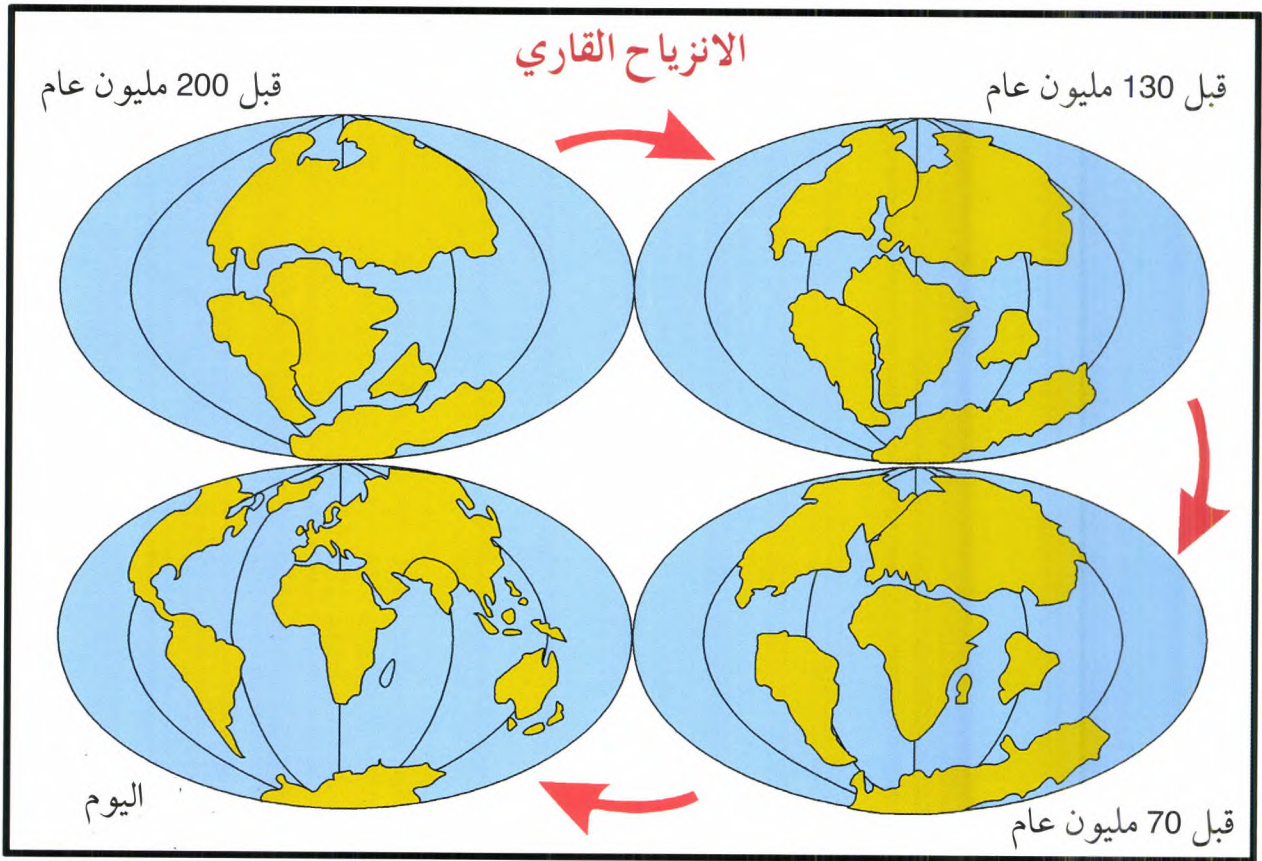 الانزياح القاري
قبل 200 مليون عام
قبل 130 مليون عام
قبل 70 مليون عام
اليوم